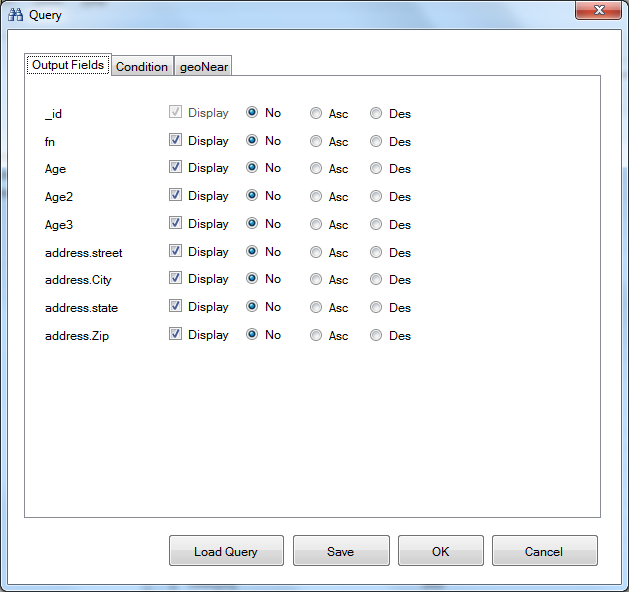 Query
Output Fields Condition geoNear
_id Display No Asc Des
fn Display No Asc Des
Age Display No Asc Des
Age2 Display No Asc Des
Age3 Display No Asc Des
address.street Display No Asc Des
address.City Display No Asc Des
address.state Display No Asc Des
address.Zip Display No Asc Des
Load Query Save OK Cancel